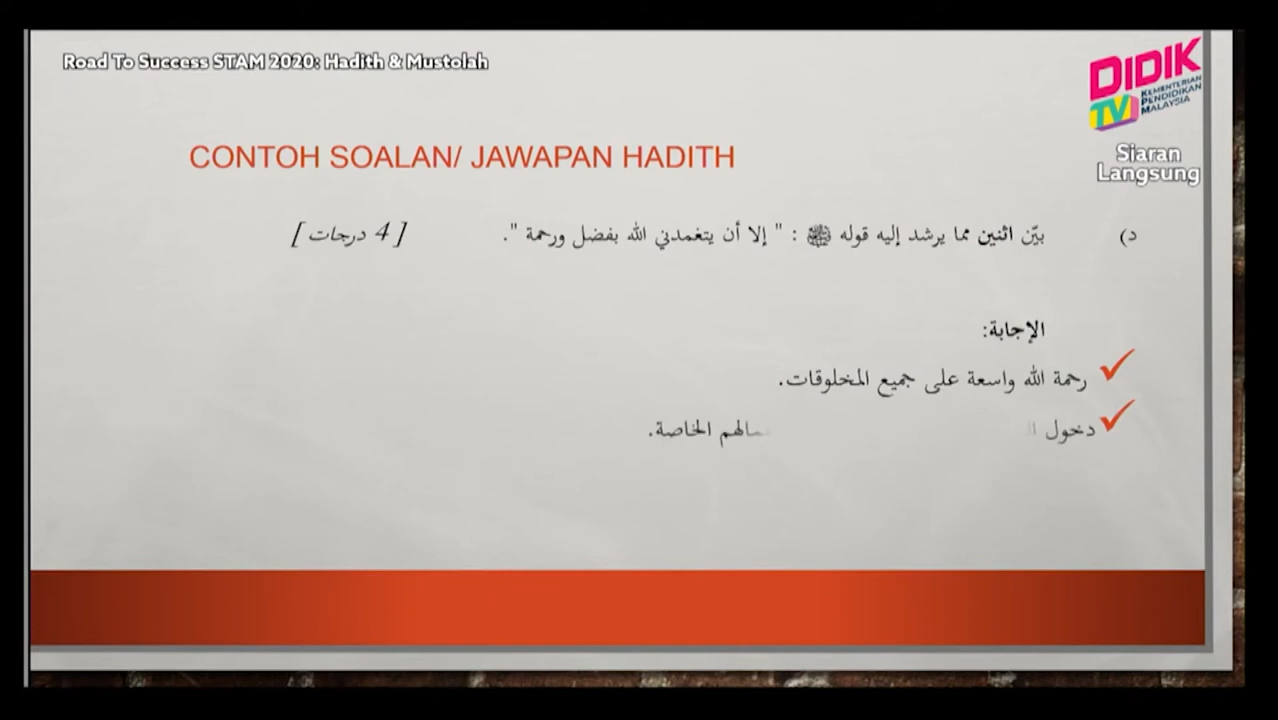 Road To Success STAM 2020: Hadith & Mustolah
DIDIK
TV KEMENTERIAN PENDIDIKAN MALAYSIA
Siaran
Langsung
CONTOH SOALAN/ JAWAPAN HADITH
د) بيّن اثنين مما يرشد إليه قوله ﷺ : " إلا أن يتغمدني الله بفضل ورحمة ". [ 4 درجات ]
الإجابة:
رحمة الله واسعة على جميع المخلوقات.
دخول الخاصة.